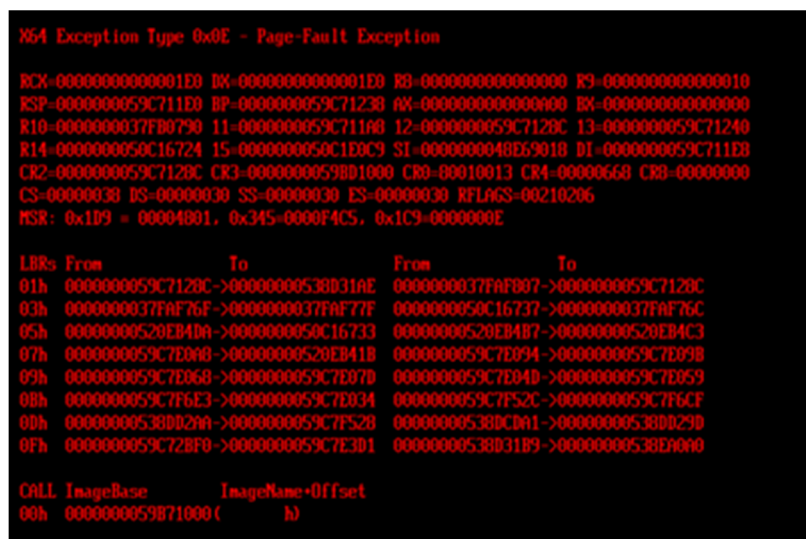 X64 Exception Type 0x0E - Page-Fault Exception
RCX=00000000000001E0 DX=00000000000001E0 R8=0000000000000000 R9=0000000000000010
RSP=0000000059C711E0 BP=0000000059C71238 AX=0000000000000A00 BX=0000000000000000
R10=0000000037FB0790 11=0000000059C711A8 12=0000000059C7128C 13=0000000059C71240
R14=0000000050C16724 15=0000000050C1E0C9 SI=0000000048E69018 DI=0000000059C711E8
CR2=0000000059C7128C CR3=0000000059BD1000 CR0=80010013 CR4=00000668 CR8=00000000
CS=00000038 DS=00000030 SS=00000030 ES=00000030 RFLAGS=00210206
MSR: 0x1D9 = 00004801, 0x345=0000F4C5, 0x1C9=0000000E
LBRs From To From To
01h 0000000059C7128C->00000000538D31AE 0000000037FAF807->0000000059C7128C
03h 0000000037FAF76F->0000000037FAF77F 0000000050C16737->0000000037FAF76C
05h 00000000520EB4DA->0000000050C16733 00000000520EB4B7->00000000520EB4C3
07h 0000000059C7E0A8->00000000520EB41B 0000000059C7E094->0000000059C7E09B
09h 0000000059C7E068->0000000059C7E07D 0000000059C7E04D->0000000059C7E059
0Bh 0000000059C7F6E3->0000000059C7E034 0000000059C7F52C->0000000059C7F6CF
0Dh 00000000538DD2AA->0000000059C7F528 00000000538DCDA1->00000000538DD29D
0Fh 0000000059C72BF0->0000000059C7E3D1 00000000538D31B9->00000000538EA0A0
CALL ImageBase ImageName+Offset
00h 0000000059B71000( h)